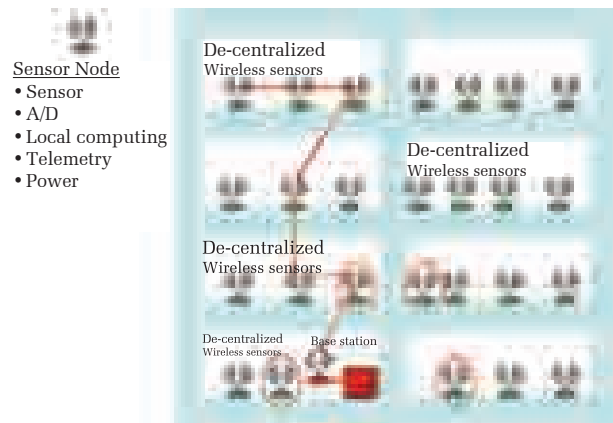 Sensor Node
• Sensor
• A/D
• Local computing
• Telemetry
• Power
De-centralized
Wireless sensors
De-centralized
Wireless sensors
De-centralized
Wireless sensors
De-centralized
Wireless sensors
Base station